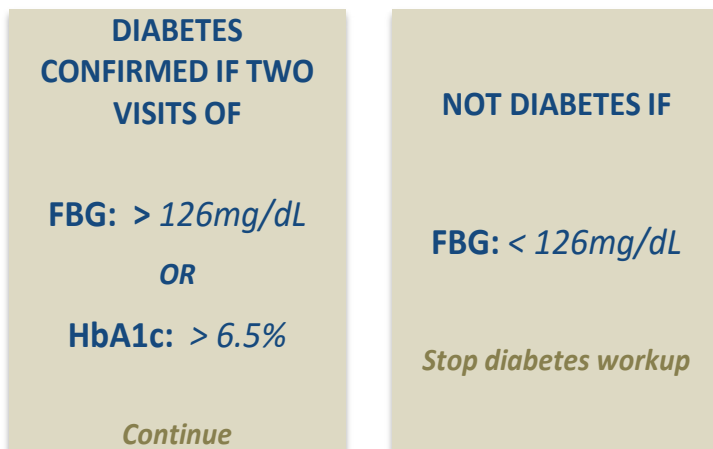 DIABETES
CONFIRMED IF TWO
VISITS OF
FBG: > 126mg/dL
OR
HbA1c: > 6.5%
Continue
NOT DIABETES IF
FBG: < 126mg/dL
Stop diabetes workup